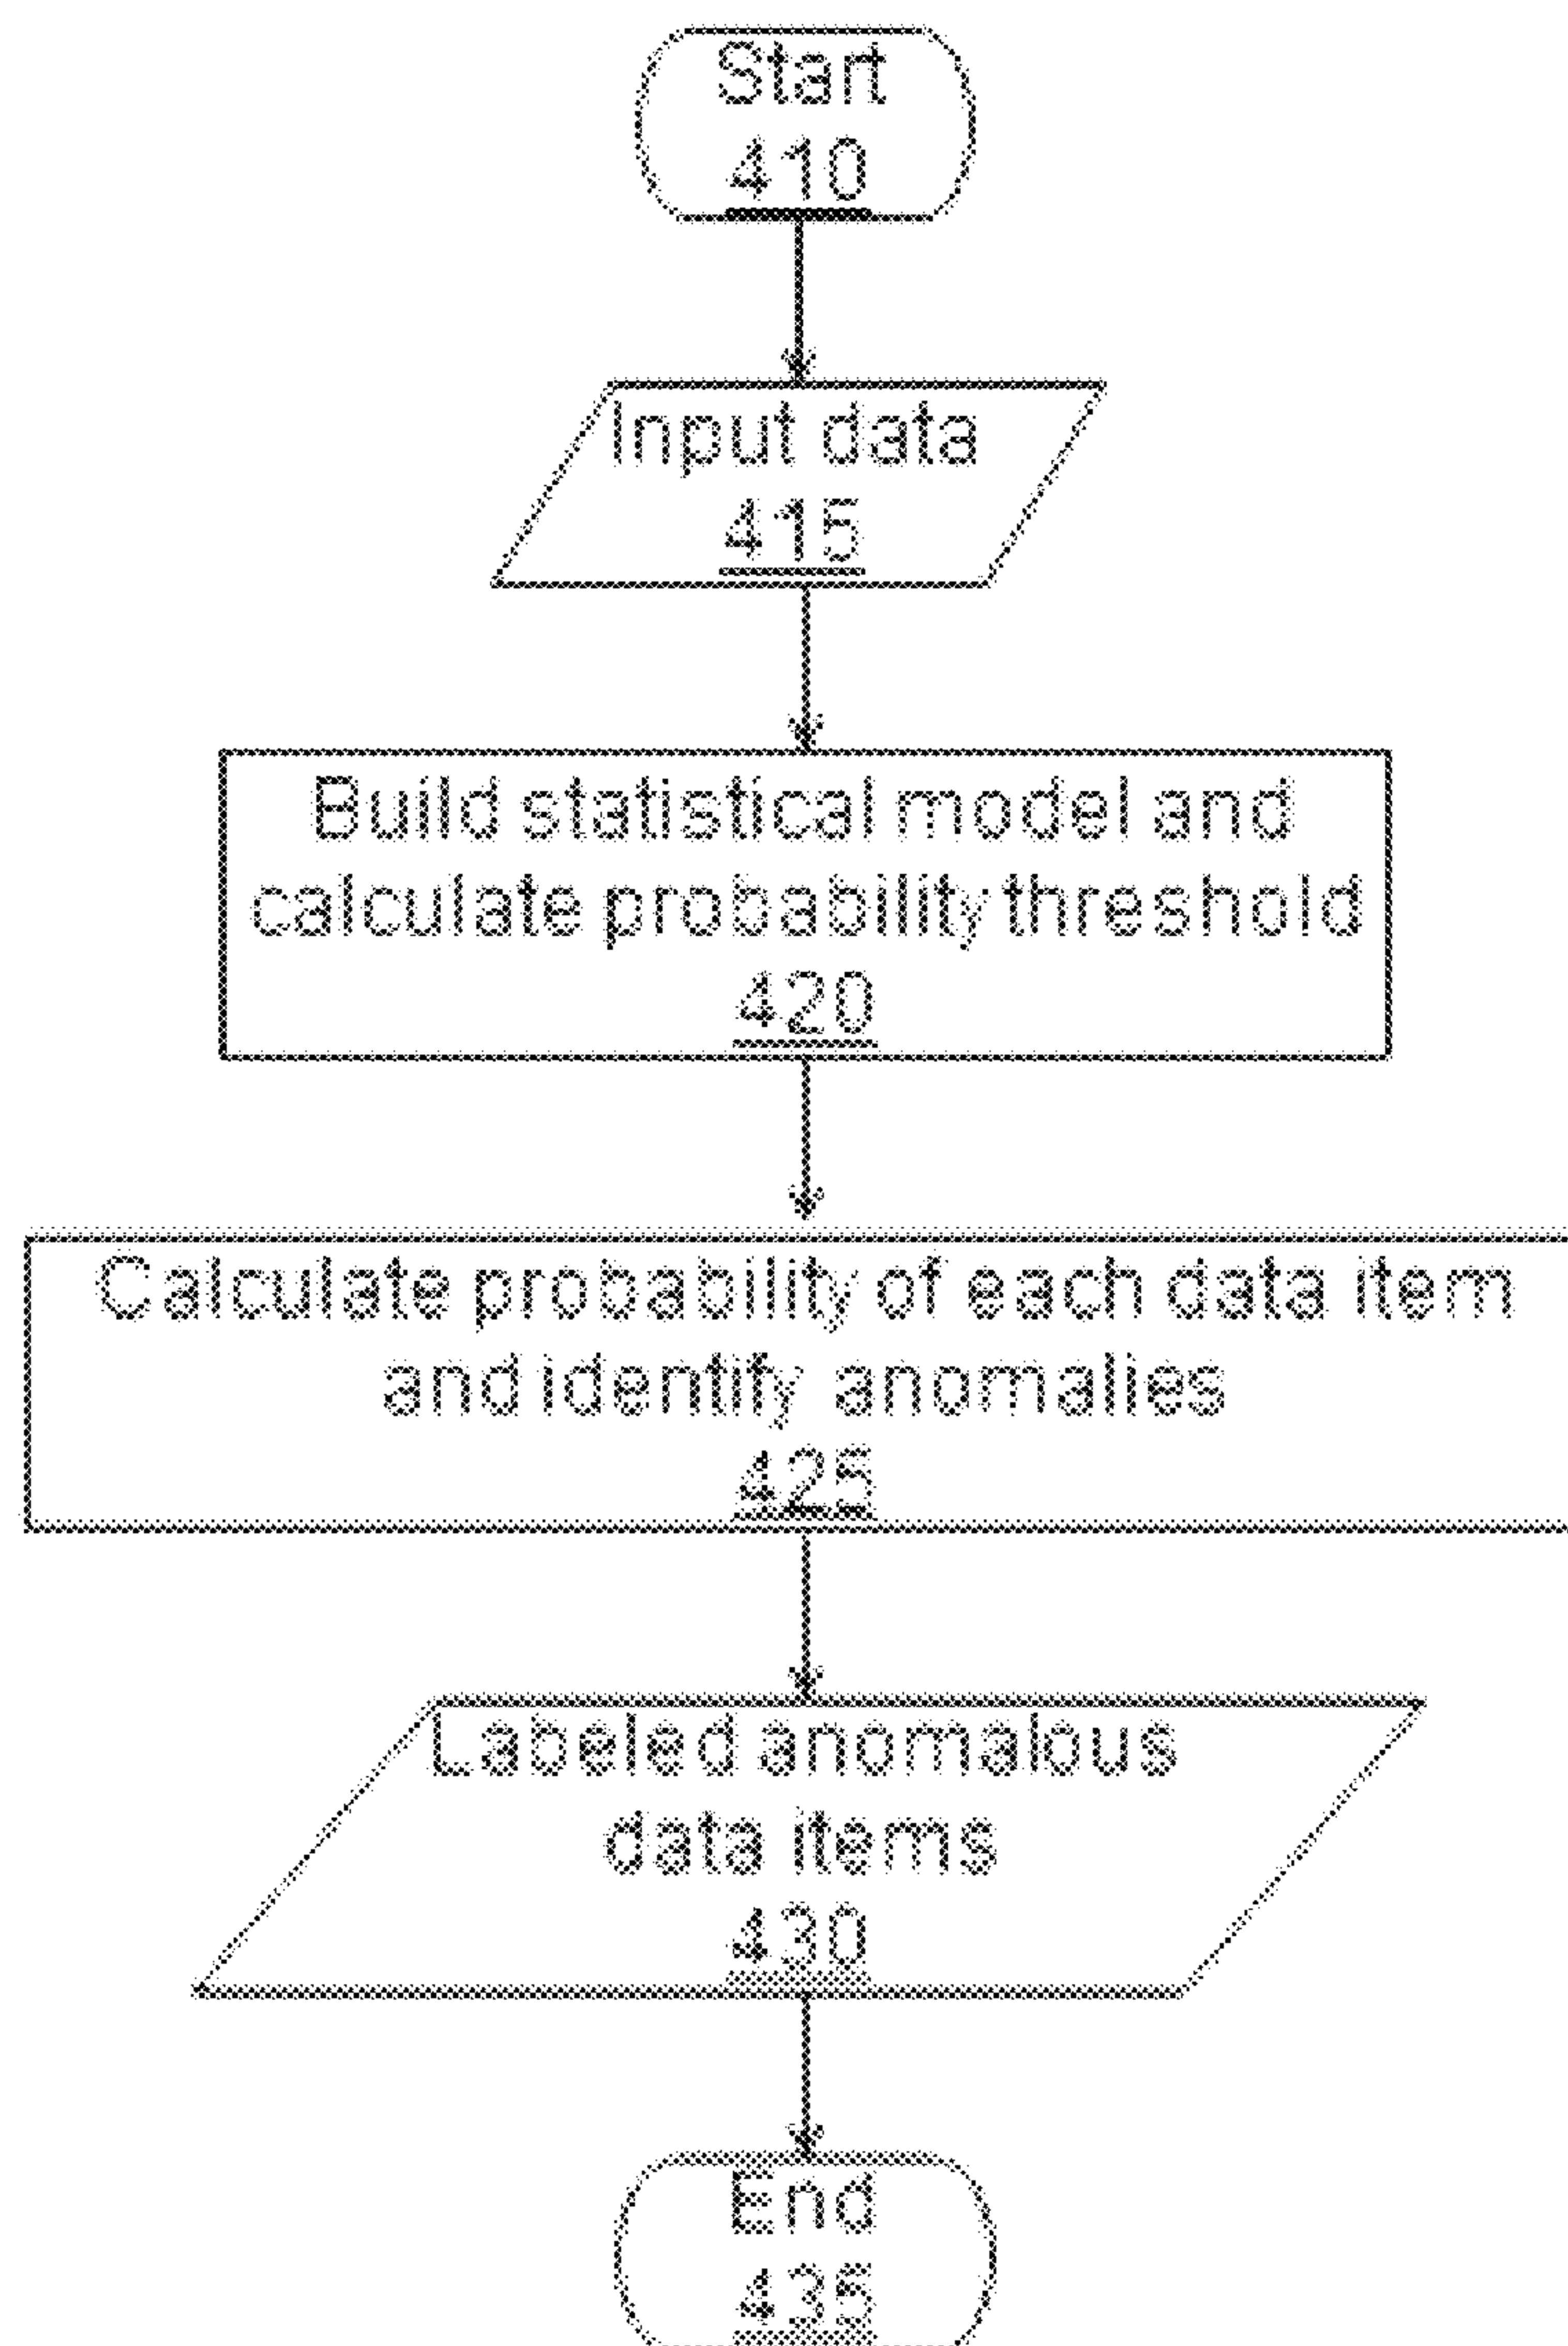 Start
410
Input data
415
Build statistical model and
calculate probability threshold
420
Calculate probability of each data item
and identify anomalies
425
Labeled anomalous
data items
430
End
435